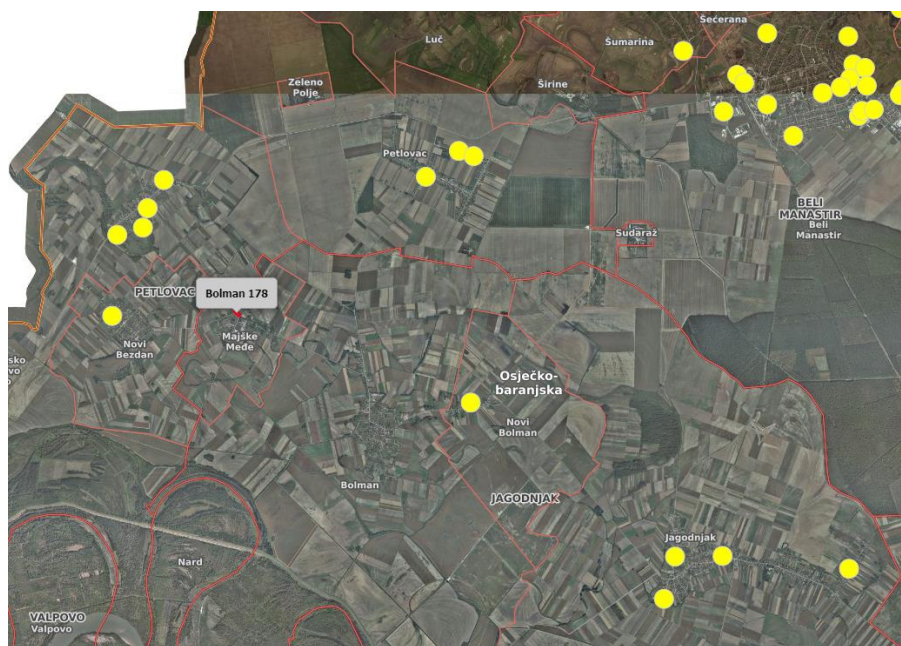 Šećerana
Luč
Šumarina
Zeleno
Polje
Širine
Petlovac
BELI
MANASTIR
Beli
Manastir
Sudaraž
PETLOVAC
Bolman 178
Majške
Međe
Novi
Bezdan
Osječko-
baranjska
Novi
Bolman
Bolman
JAGODNJAK
Jagodnjak
Nard
VALPOVO
Valpovo